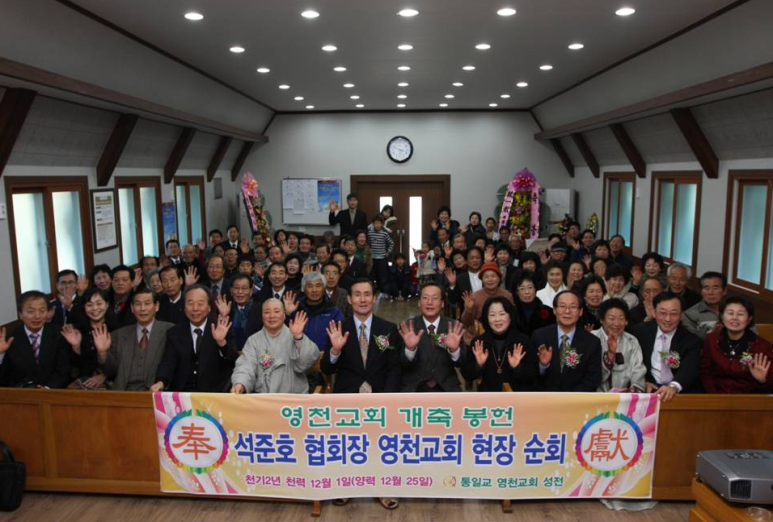 영천교회 개축 봉헌
奉 석준호 협회장 영천교회 현장 순회 獻
천기2년 천력 12월 1일(양력 12월 25일) 통일교 영천교회 성전